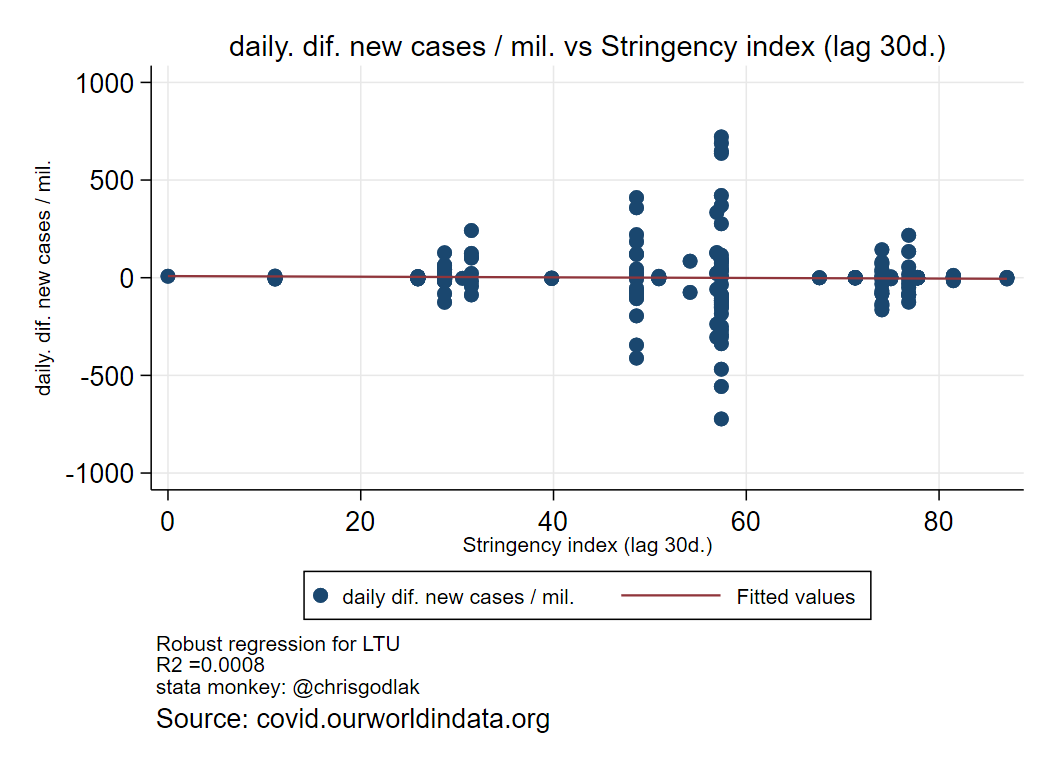 daily. dif. new cases / mil. vs Stringency index (lag 30d.)
daily. dif. new cases / mil.
1000
500
0
-500
-1000
0 20 40 60 80
Stringency index (lag 30d.)
daily dif. new cases / mil. Fitted values
Robust regression for LTU
R2 =0.0008
stata monkey: @chrisgodlak
Source: covid.ourworldindata.org